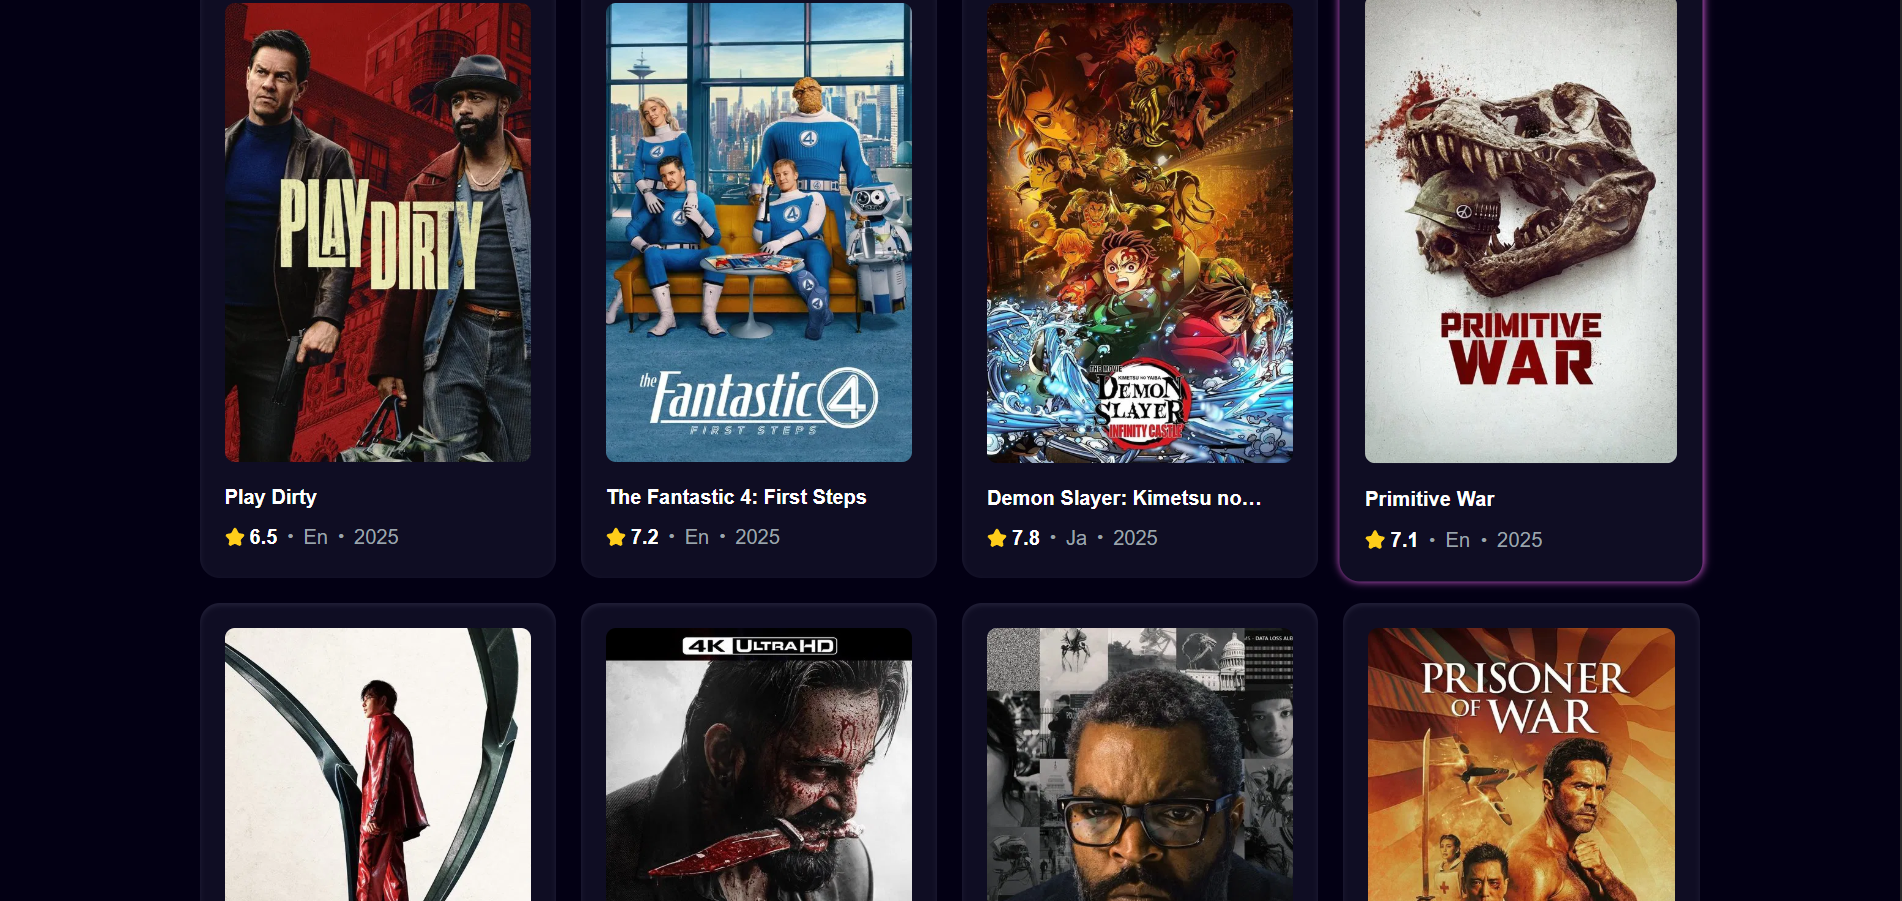 PLAY
DIRTY
the Fantastic 4
FIRST STEPS
THE MOVIE
KIMETSU NO YAIBA
DEMON
SLAYER
INFINITY CASTLE
PRIMITIVE
WAR
Play Dirty
6.5 • En • 2025
The Fantastic 4: First Steps
7.2 • En • 2025
Demon Slayer: Kimetsu no...
7.8 • Ja • 2025
Primitive War
7.1 • En • 2025
4K ULTRA HD
DATA LOSS
PRISONER
OF WAR